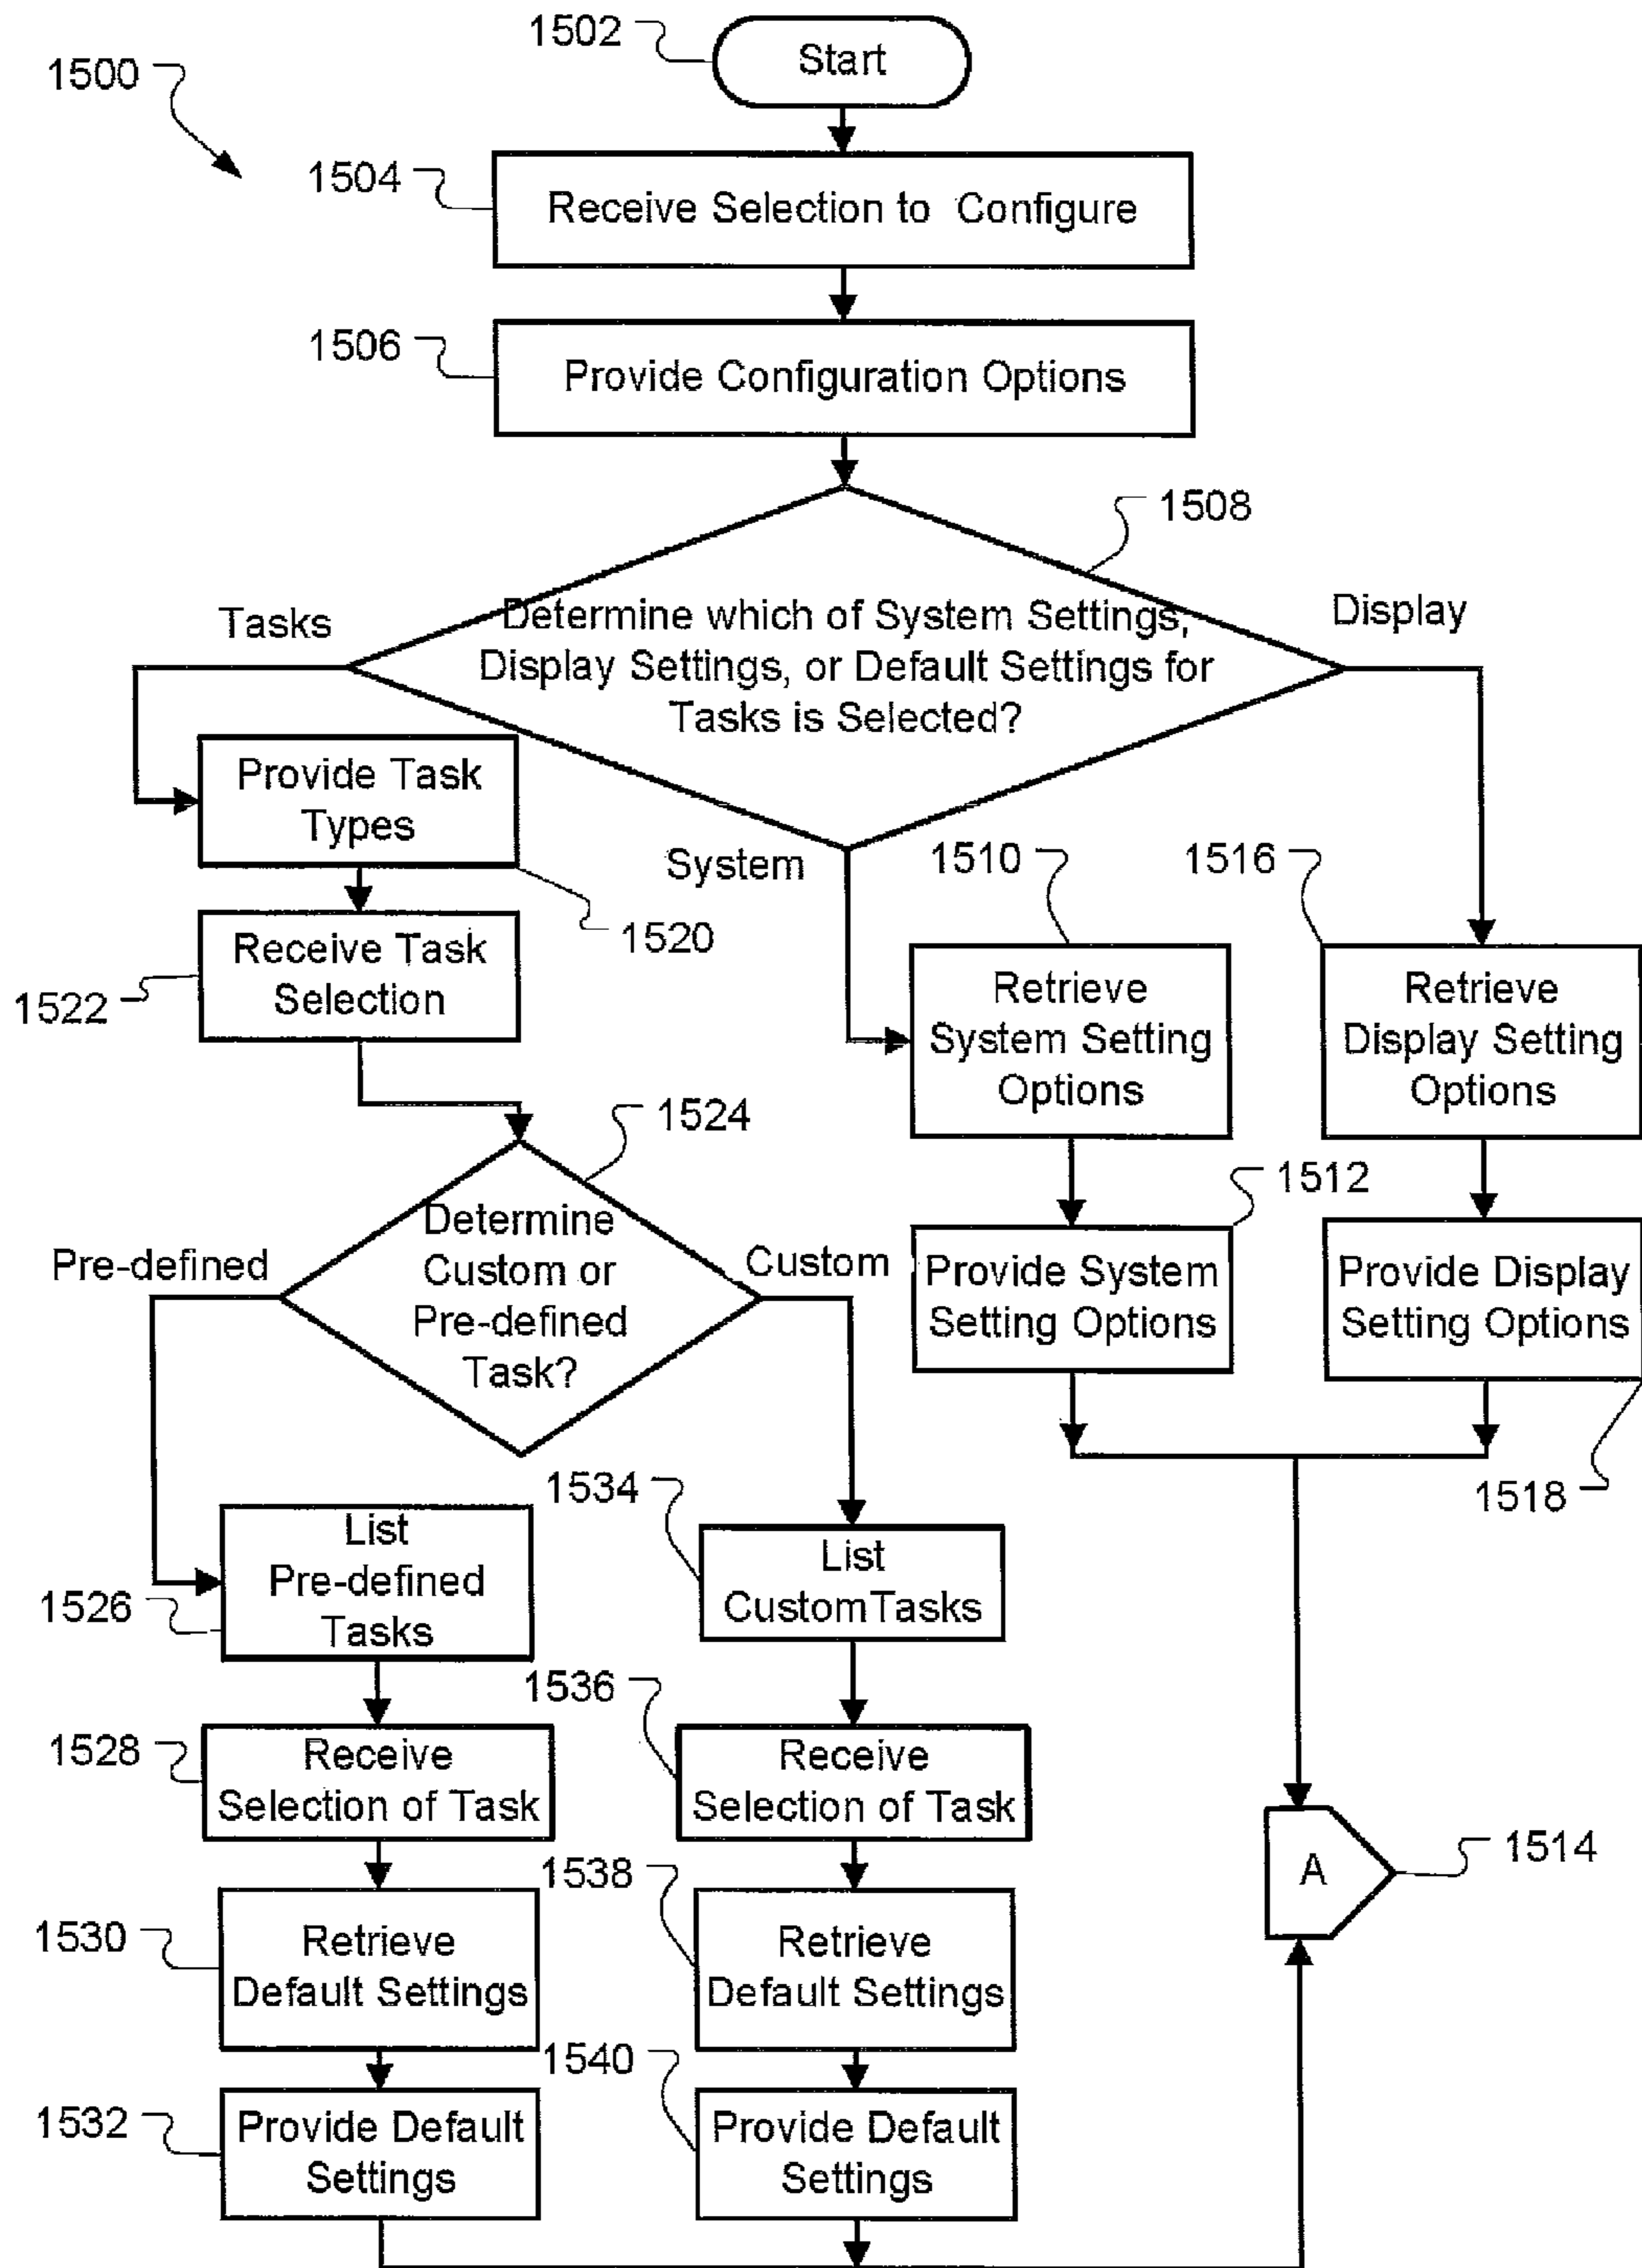 1502
Start
1500
1504
Receive Selection to Configure
1506
Provide Configuration Options
1508
Tasks
Display
Determine which of System Settings,
Display Settings, or Default Settings for
Tasks is Selected?
Provide Task
Types
System
1510
1516
1520
Receive Task
Selection
1522
Retrieve
System Setting
Options
Retrieve
Display Setting
Options
1524
1512
Determine
Custom or
Pre-defined
Task?
Pre-defined
Custom
Provide System
Setting Options
Provide Display
Setting Options
1518
1534
List
Pre-defined
Tasks
1526
List
CustomTasks
1536
1528
Receive
Selection of Task
Receive
Selection of Task
A
1514
1538
1530
Retrieve
Default Settings
Retrieve
Default Settings
1540
1532
Provide Default
Settings
Provide Default
Settings